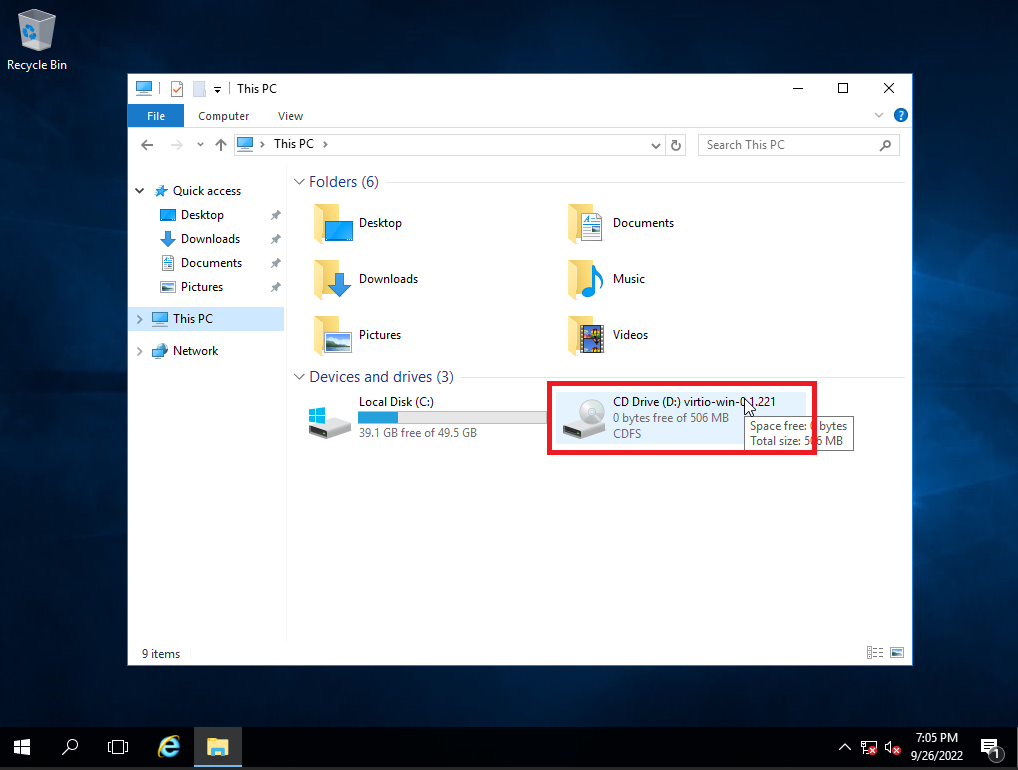 Recycle Bin
This PC
File
Computer
View
This PC
Search This PC
Quick access
Desktop
Downloads
Documents
Pictures
This PC
Network
Folders (6)
Desktop
Documents
Downloads
Music
Pictures
Videos
Devices and drives (3)
Local Disk (C:)
39.1 GB free of 49.5 GB
CD Drive (D:) virtio-win-0.1.221
0 bytes free of 506 MB
CDFS
Space free: 0 bytes
Total size: 506 MB
9 items
7:05 PM
9/26/2022
1